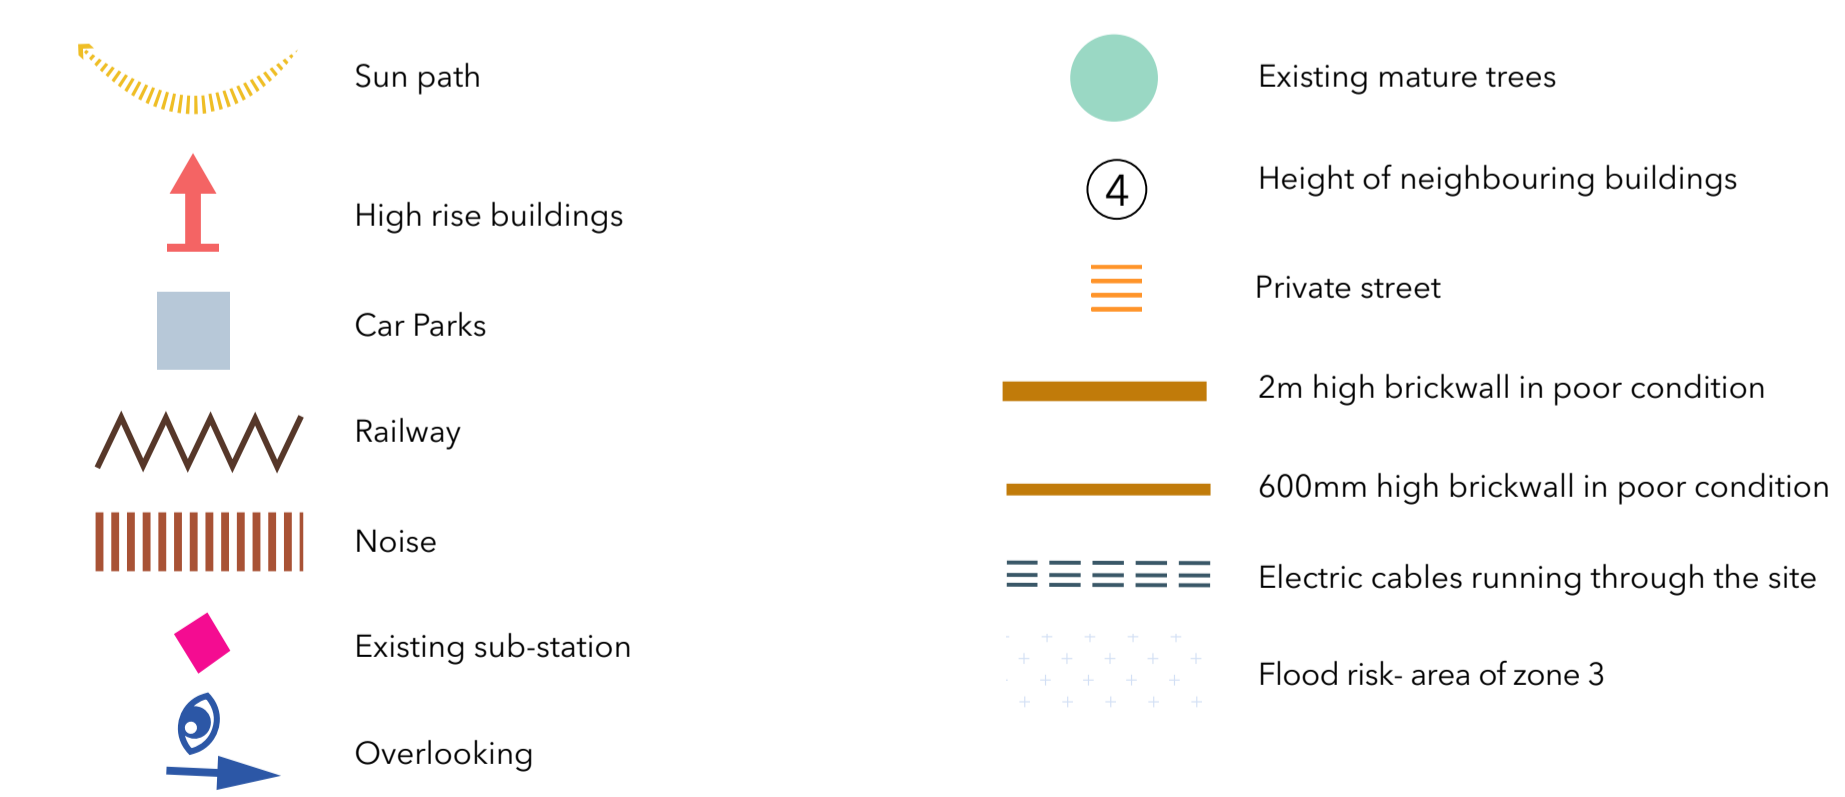 Sun path
High rise buildings
Car Parks
Railway
Noise
Existing sub-station
Overlooking
Existing mature trees
4
Height of neighbouring buildings
Private street
2m high brickwall in poor condition
600mm high brickwall in poor condition
Electric cables running through the site
Flood risk- area of zone 3